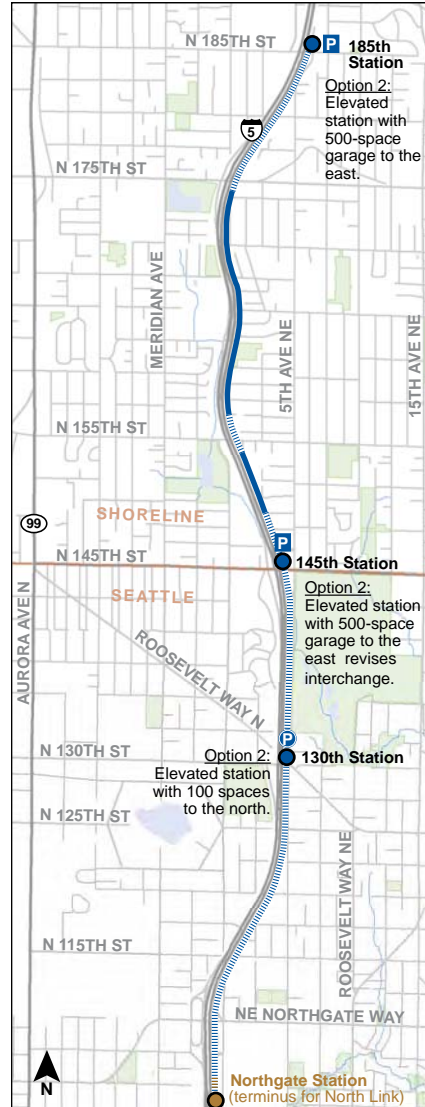 N 185TH ST
P
185th
Station
Option 2:
Elevated
station with
500-space
garage to the
east.
5
N 175TH ST
MERIDIAN AVE
5TH AVE NE
15TH AVE NE
N 155TH ST
99
SHORELINE
P
N 145TH ST
145th Station
SEATTLE
Option 2:
Elevated station
with 500-space
garage to the
east revises
interchange.
AURORA AVE N
ROOSEVELT WAY N
P
N 130TH ST
130th Station
Option 2:
Elevated station
with 100 spaces
to the north.
N 125TH ST
ROOSEVELT WAY NE
N 115TH ST
NE NORTHGATE WAY
N
Northgate Station
(terminus for North Link)